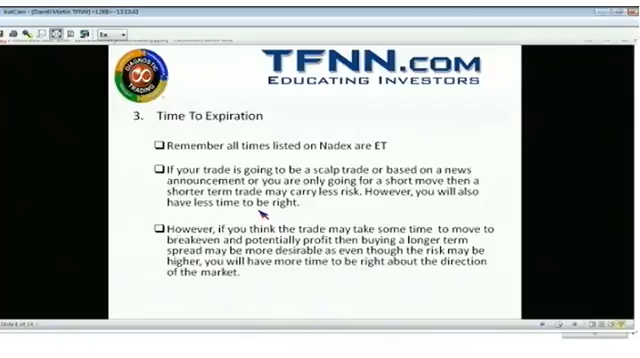 TFNN.COM
EDUCATING INVESTORS
DIAGNOSTIC
TRADING
3. Time To Expiration
Remember all times listed on Nadex are ET
If your trade is going to be a scalp trade or based on a news
announcement or you are only going for a short move then a
shorter term trade may carry less risk. However, you will also
have less time to be right.
However, if you think the trade may take some time to move to
breakeven and potentially profit then buying a longer term
spread may be more desirable as even though the risk may be
higher, you will have more time to be right about the direction
of the market.